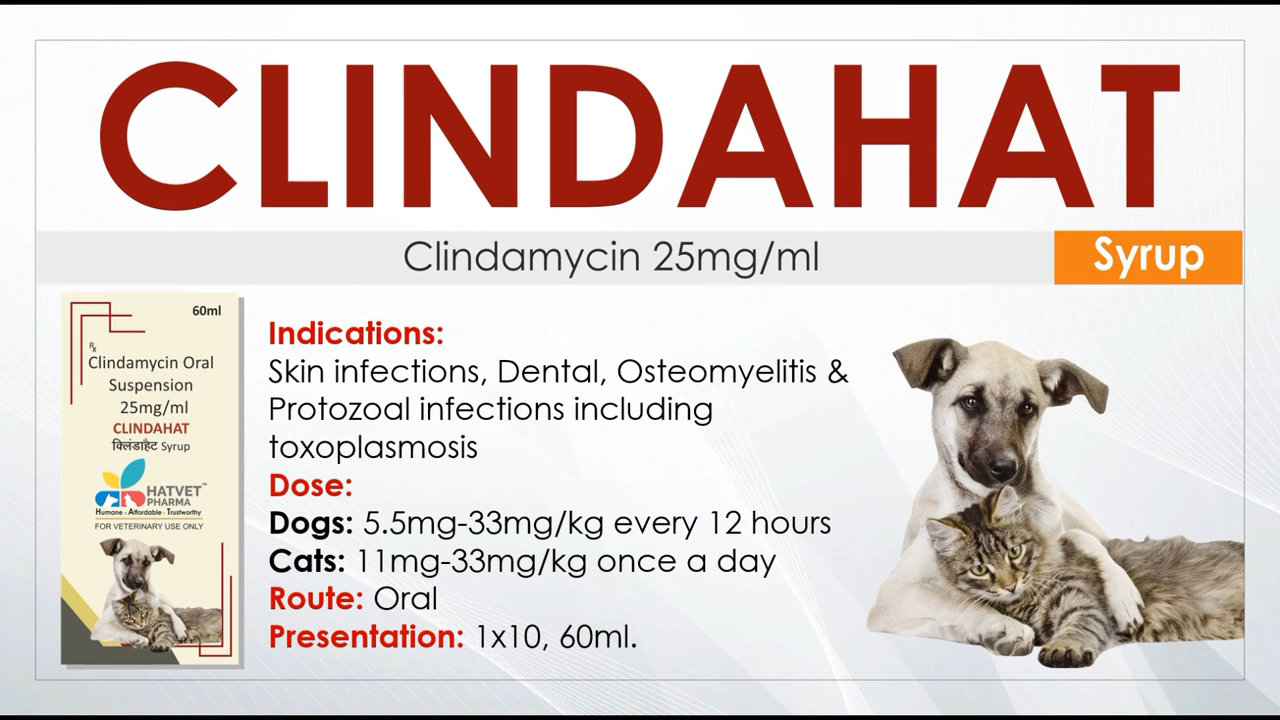 CLINDAHAT
Clindamycin 25mg/ml
Syrup
60ml
Rx
Clindamycin Oral
Suspension
25mg/ml
CLINDAHAT
क्लिंडाहैट Syrup
HATVET™
PHARMA
Humane - Affordable - Trustworthy
FOR VETERINARY USE ONLY
Indications:
Skin infections, Dental, Osteomyelitis &
Protozoal infections including
toxoplasmosis
Dose:
Dogs: 5.5mg-33mg/kg every 12 hours
Cats: 11mg-33mg/kg once a day
Route: Oral
Presentation: 1x10, 60ml.